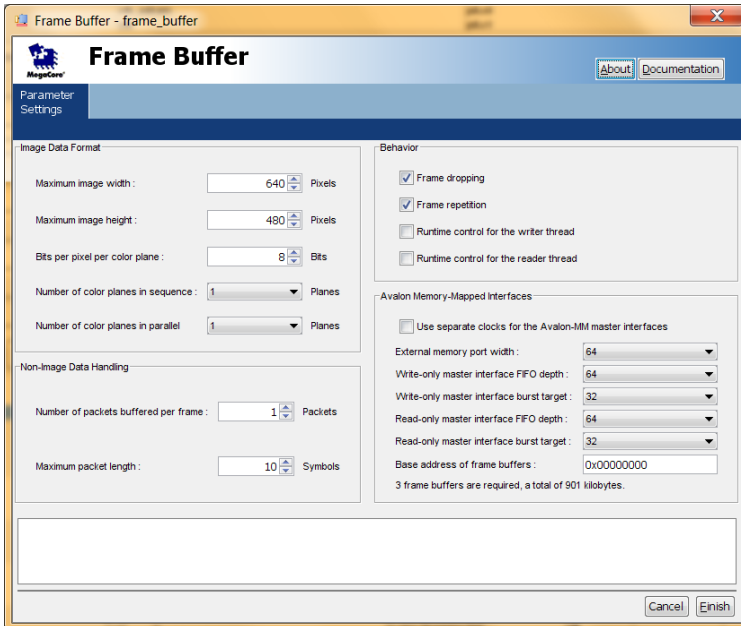 Frame Buffer - frame_buffer
MegaCore®
Frame Buffer
About Documentation
Parameter
Settings
Image Data Format
Maximum image width : 640 Pixels
Maximum image height : 480 Pixels
Bits per pixel per color plane : 8 Bits
Number of color planes in sequence : 1 Planes
Number of color planes in parallel 1 Planes
Non-Image Data Handling
Number of packets buffered per frame : 1 Packets
Maximum packet length : 10 Symbols
Behavior
Frame dropping
Frame repetition
Runtime control for the writer thread
Runtime control for the reader thread
Avalon Memory-Mapped Interfaces
Use separate clocks for the Avalon-MM master interfaces
External memory port width : 64
Write-only master interface FIFO depth : 64
Write-only master interface burst target : 32
Read-only master interface FIFO depth : 64
Read-only master interface burst target : 32
Base address of frame buffers : 0x00000000
3 frame buffers are required, a total of 901 kilobytes.
Cancel Finish